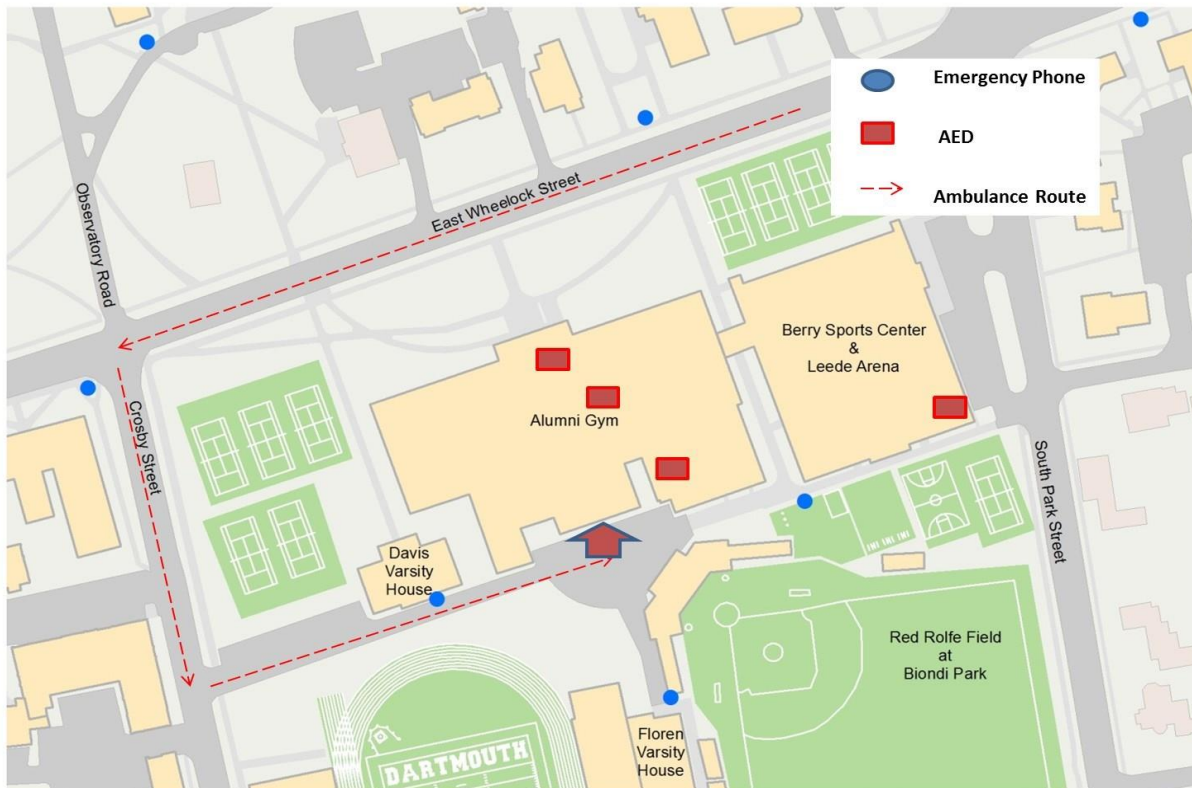 Emergency Phone
AED
Ambulance Route
Observatory Road
East Wheelock Street
Berry Sports Center
&
Leede Arena
Crosby Street
Alumni Gym
South Park Street
Davis
Varsity
House
Red Rolfe Field
at
Biondi Park
Floren
Varsity
House
DARTMOUTH